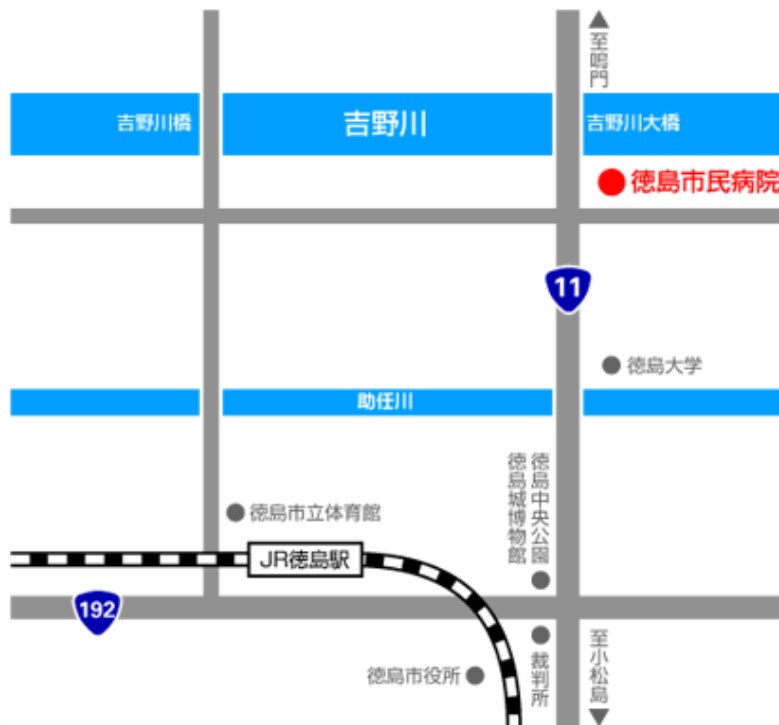 至鳴門
吉野川橋
吉野川
吉野川大橋
徳島市民病院
11
徳島大学
助任川
徳島中央公園
徳島城博物館
徳島市立体育館
JR徳島駅
192
徳島市役所
裁判所
至小松島